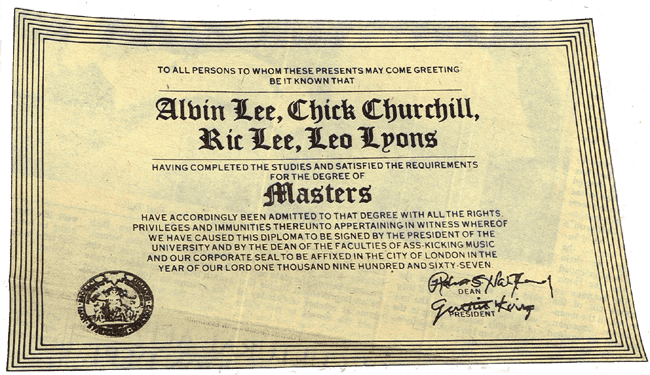 TO ALL PERSONS TO WHOM THESE PRESENTS MAY COME GREETING
BE IT KNOWN THAT
Alvin Lee, Chick Churchill,
Ric Lee, Leo Lyons
HAVING COMPLETED THE STUDIES AND SATISFIED THE REQUIREMENTS
FOR THE DEGREE OF
Masters
HAVE ACCORDINGLY BEEN ADMITTED TO THAT DEGREE WITH ALL THE RIGHTS,
PRIVILEGES AND IMMUNITIES THEREUNTO APPERTAINING IN WITNESS WHEREOF
WE HAVE CAUSED THIS DIPLOMA TO BE SIGNED BY THE PRESIDENT OF THE
UNIVERSITY AND BY THE DEAN OF THE FACULTIES OF ASS-KICKING MUSIC
AND OUR CORPORATE SEAL TO BE AFFIXED IN THE CITY OF LONDON IN THE
YEAR OF OUR LORD ONE THOUSAND NINE HUNDRED AND SIXTY-SEVEN
DEAN
King
PRESIDENT